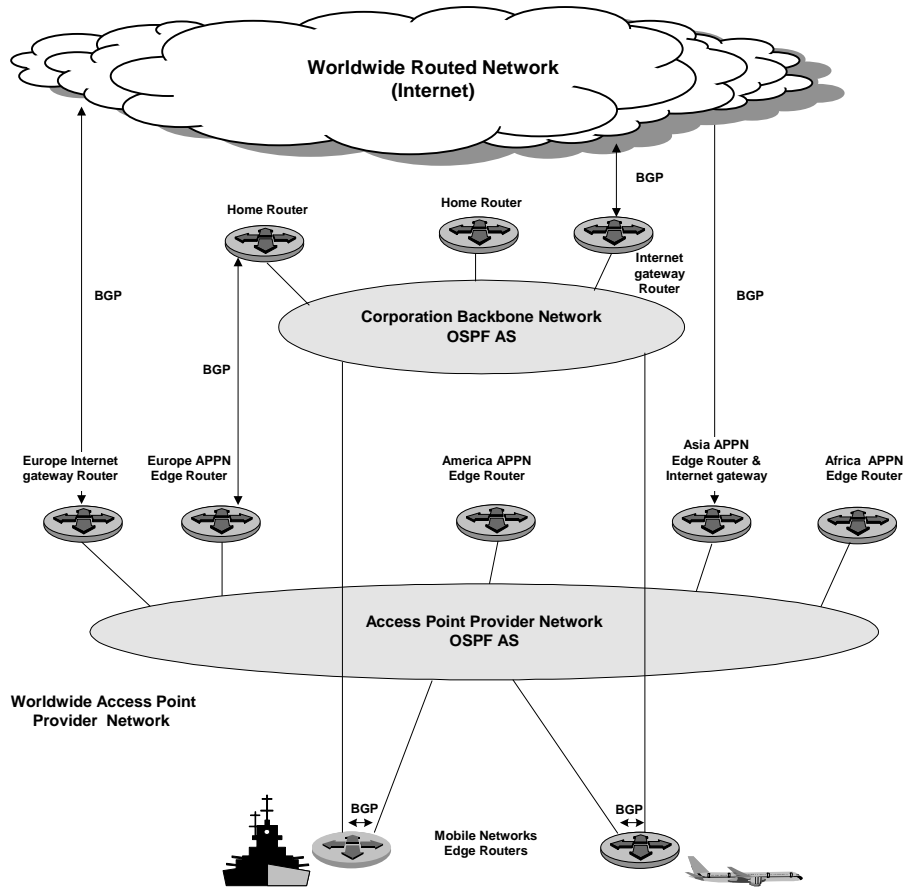 Worldwide Routed Network
(Internet)
BGP
Home Router
Home Router
Internet
gateway
Router
BGP
BGP
Corporation Backbone Network
OSPF AS
BGP
Europe Internet
gateway Router
Europe APPN
Edge Router
America APPN
Edge Router
Asia APPN
Edge Router &
Internet gateway
Africa APPN
Edge Router
Access Point Provider Network
OSPF AS
Worldwide Access Point
Provider Network
BGP
BGP
Mobile Networks
Edge Routers